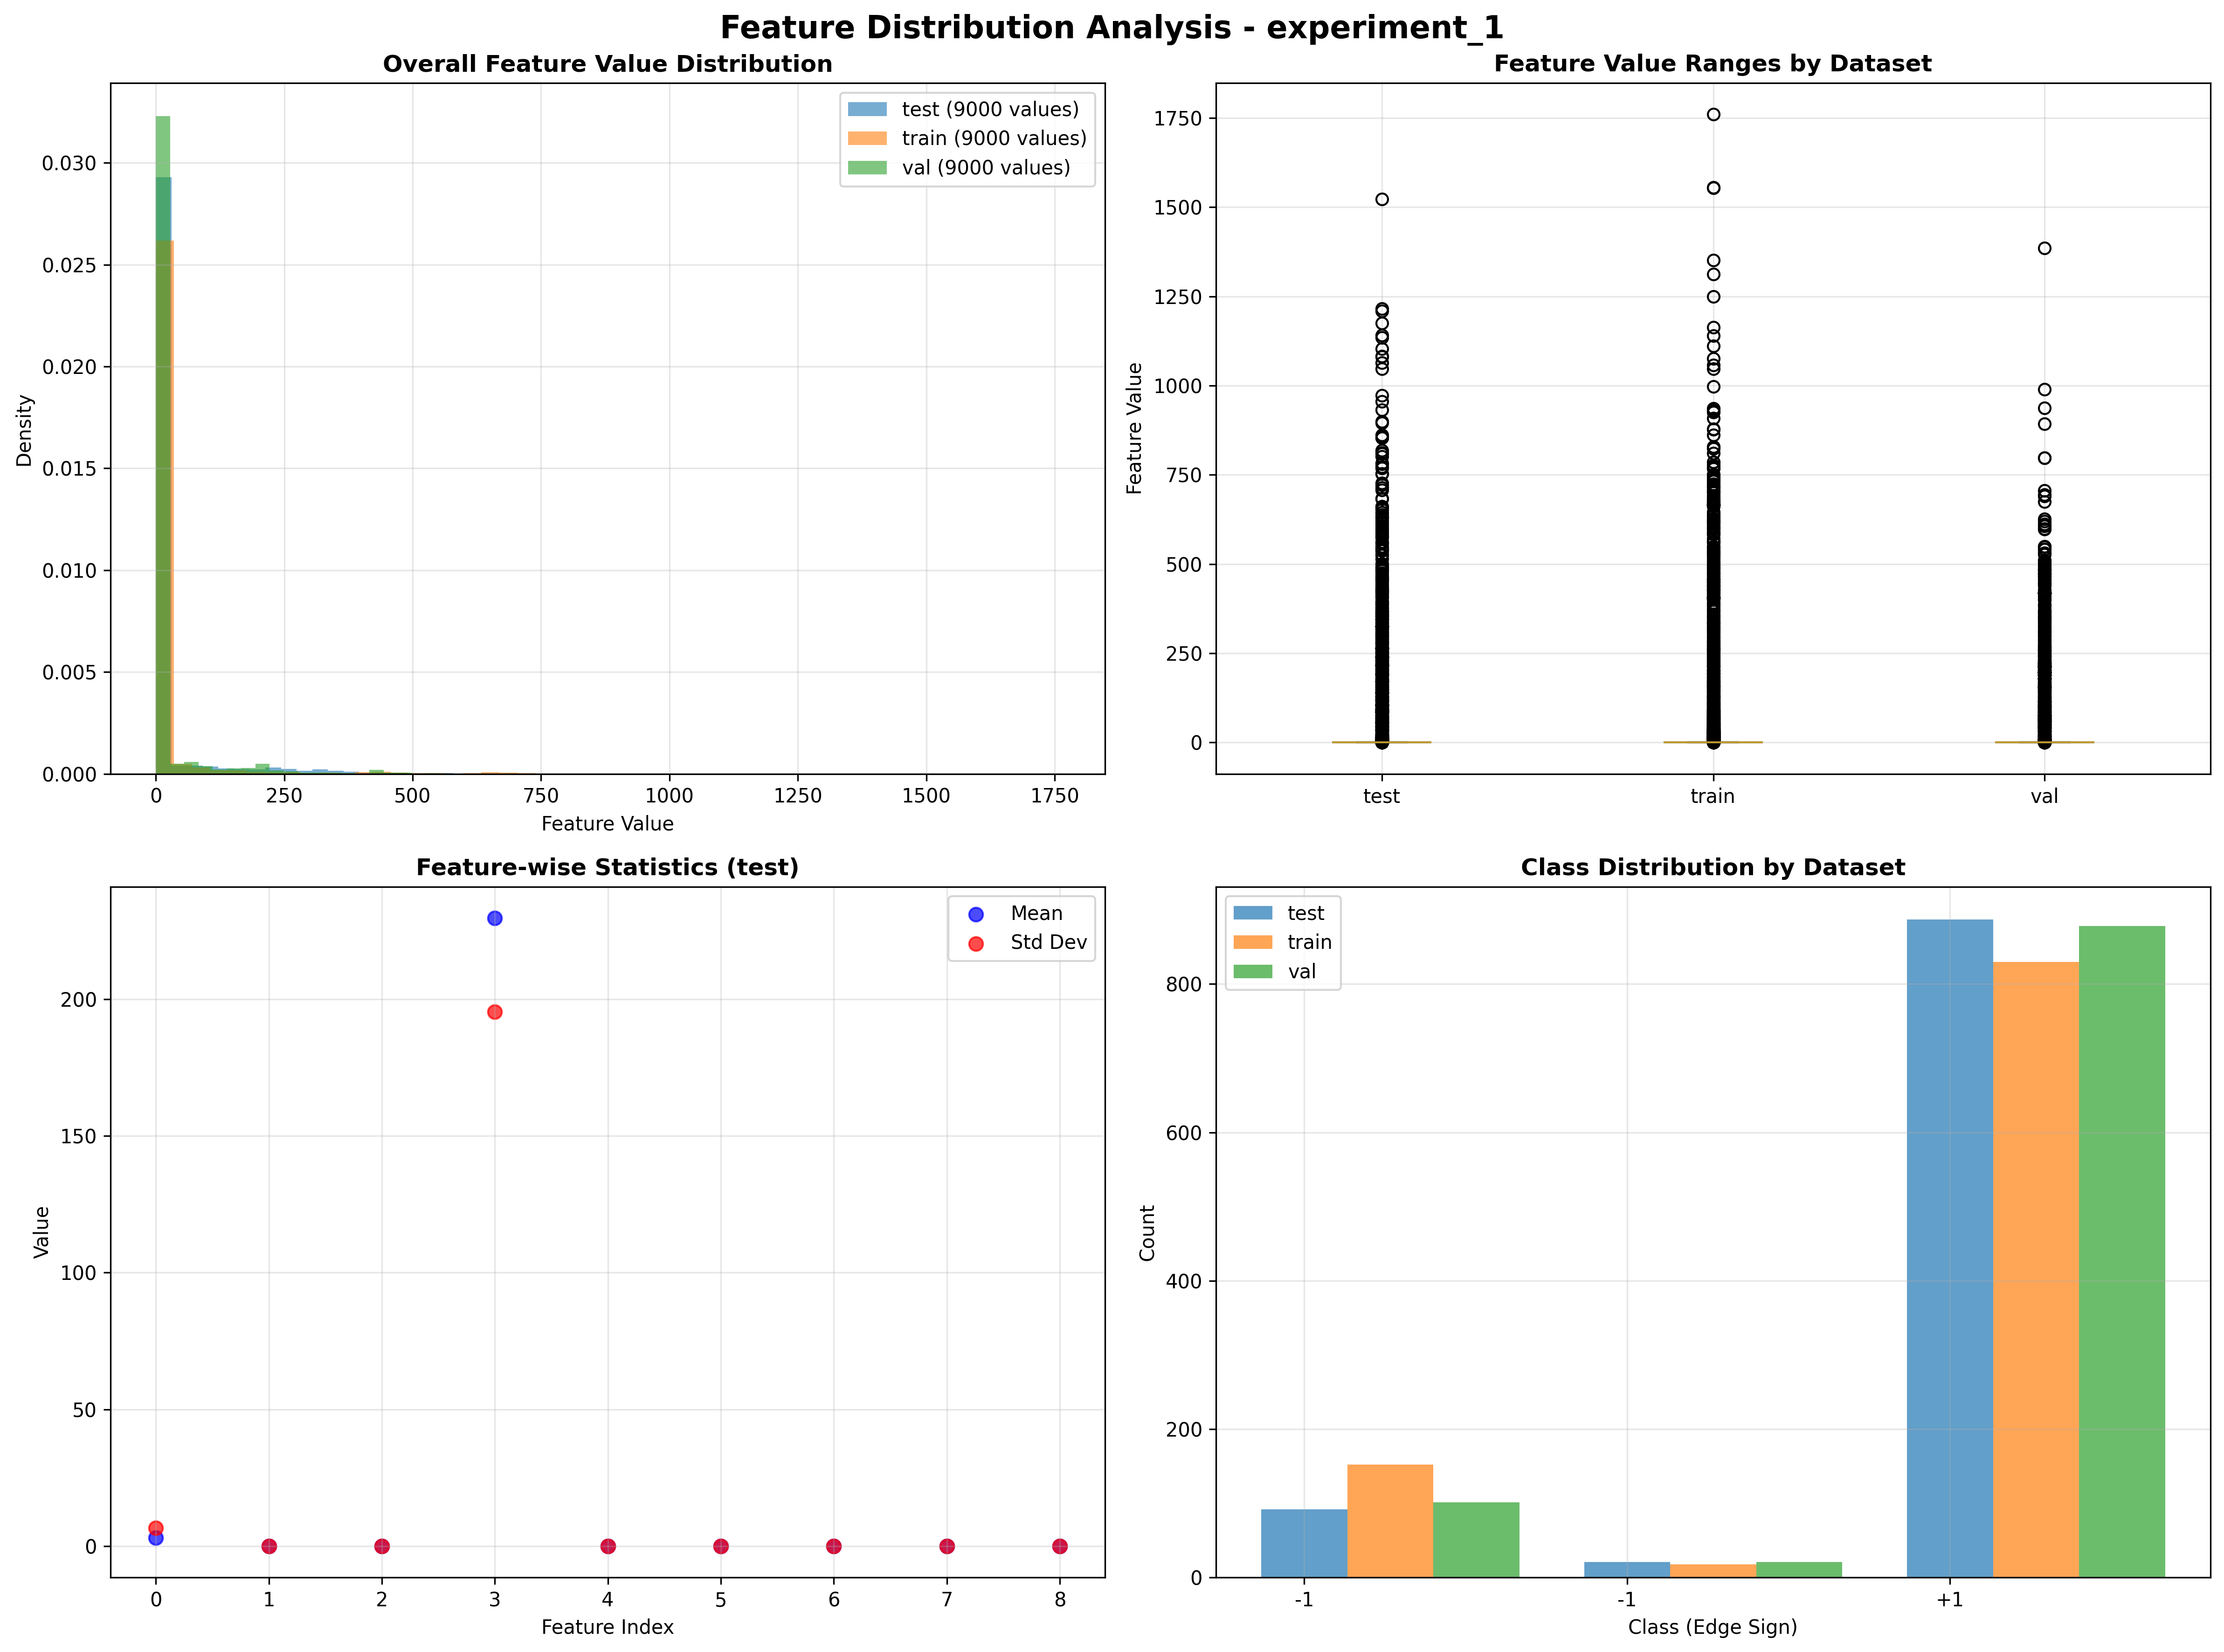 Feature Distribution Analysis - experiment_1
Overall Feature Value Distribution
test (9000 values)
train (9000 values)
val (9000 values)
Density
0.030
0.025
0.020
0.015
0.010
0.005
0.000
0 250 500 750 1000 1250 1500 1750
Feature Value
Feature Value Ranges by Dataset
Feature Value
1750
1500
1250
1000
750
500
250
0
test train val
Feature-wise Statistics (test)
Mean
Std Dev
Value
200
150
100
50
0
0 1 2 3 4 5 6 7 8
Feature Index
Class Distribution by Dataset
test
train
val
Count
800
600
400
200
0
-1 -1 +1
Class (Edge Sign)